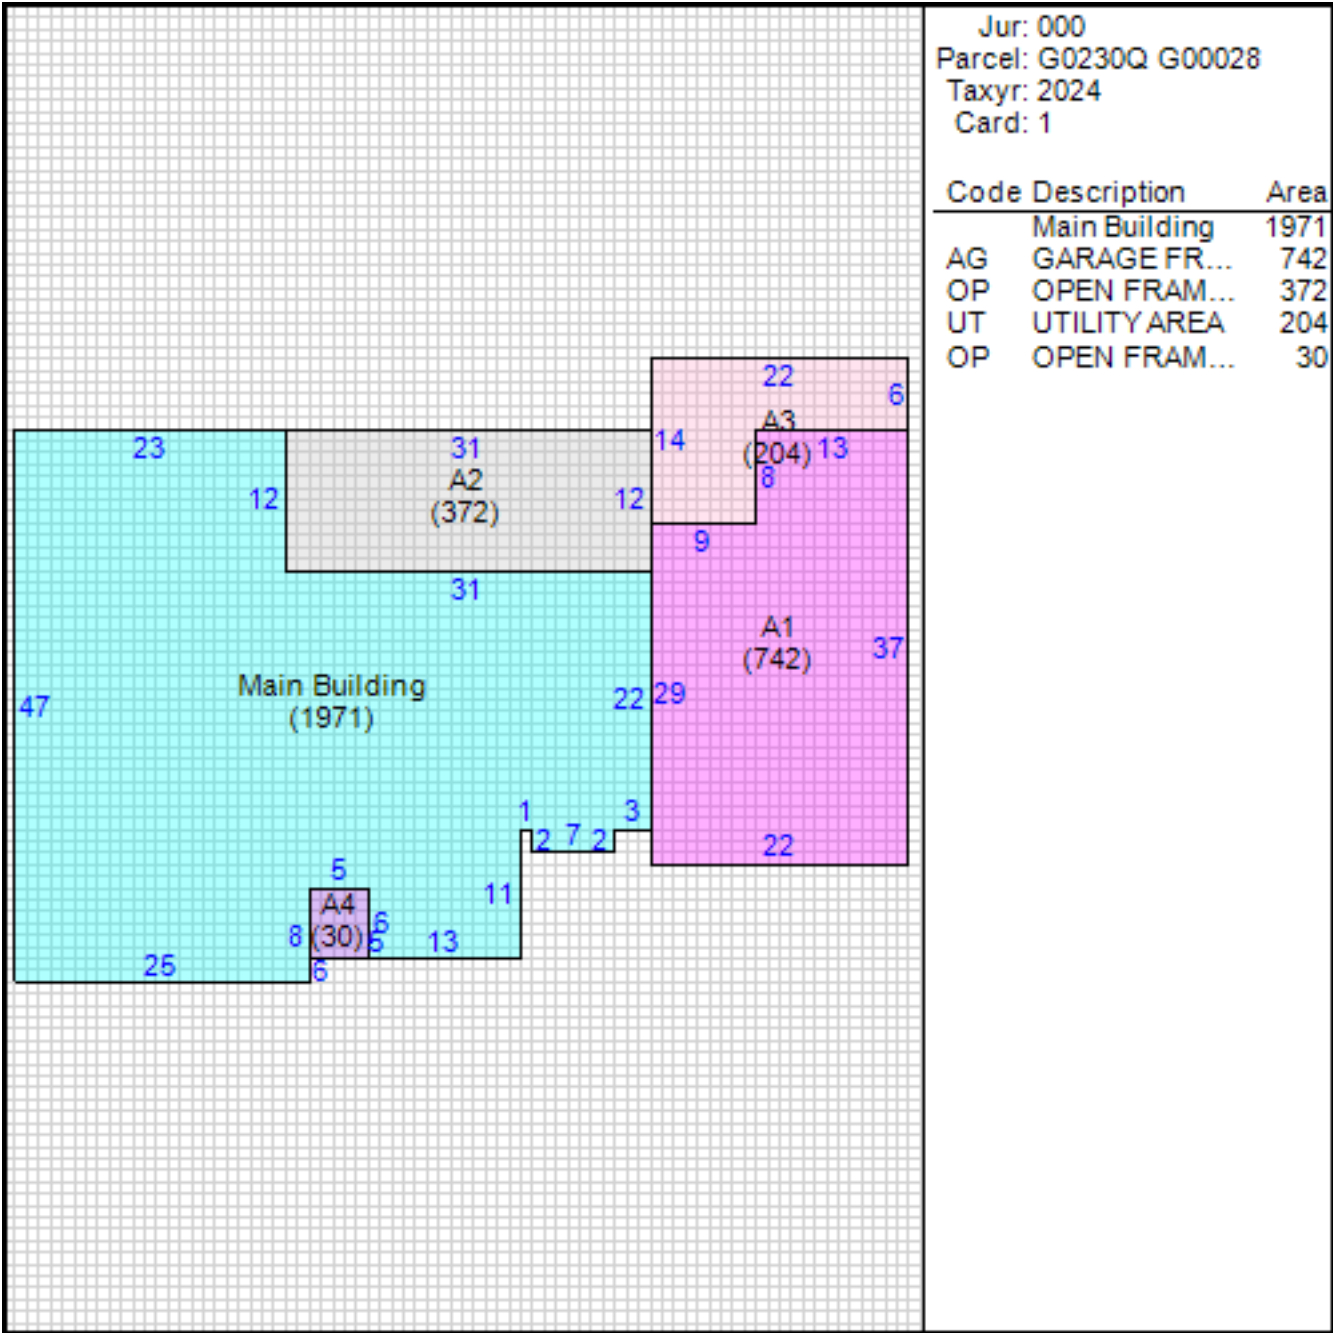 Jur: 000
Parcel: G0230Q G00028
Taxyr: 2024
Card: 1
Code Description Area
Main Building 1971
AG GARAGE FR... 742
OP OPEN FRAM... 372
UT UTILITY AREA 204
OP OPEN FRAM... 30
22
6
A3
(204)
14
13
8
9
23
31
A2
(372)
12
12
31
A1
(742)
37
Main Building
(1971)
47
22
29
1
3
2
7
2
22
5
A4
(30)
11
8
6
5
13
25
6